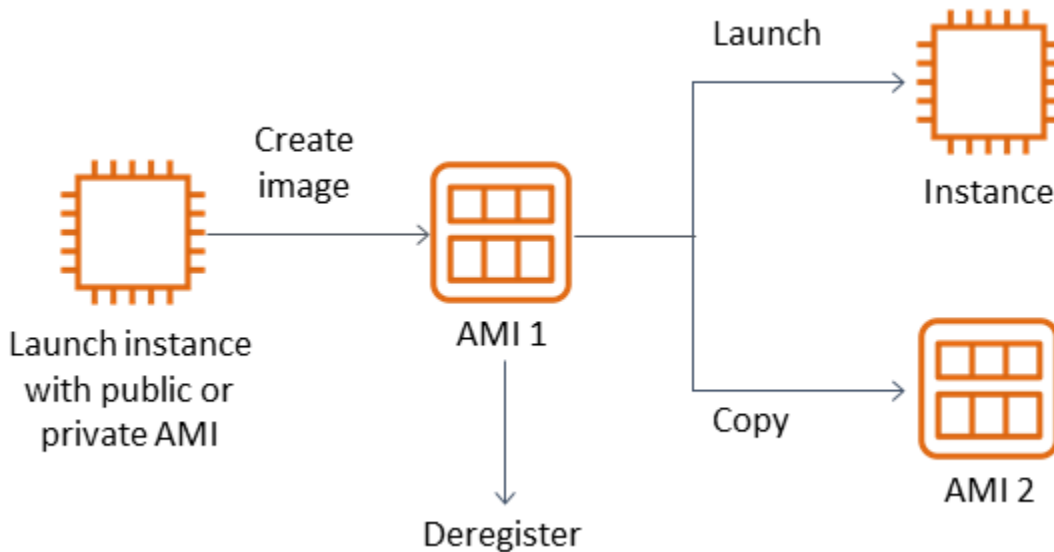 Launch
Create
image
Instance
AMI 1
Launch instance
with public or
private AMI
Copy
AMI 2
Deregister